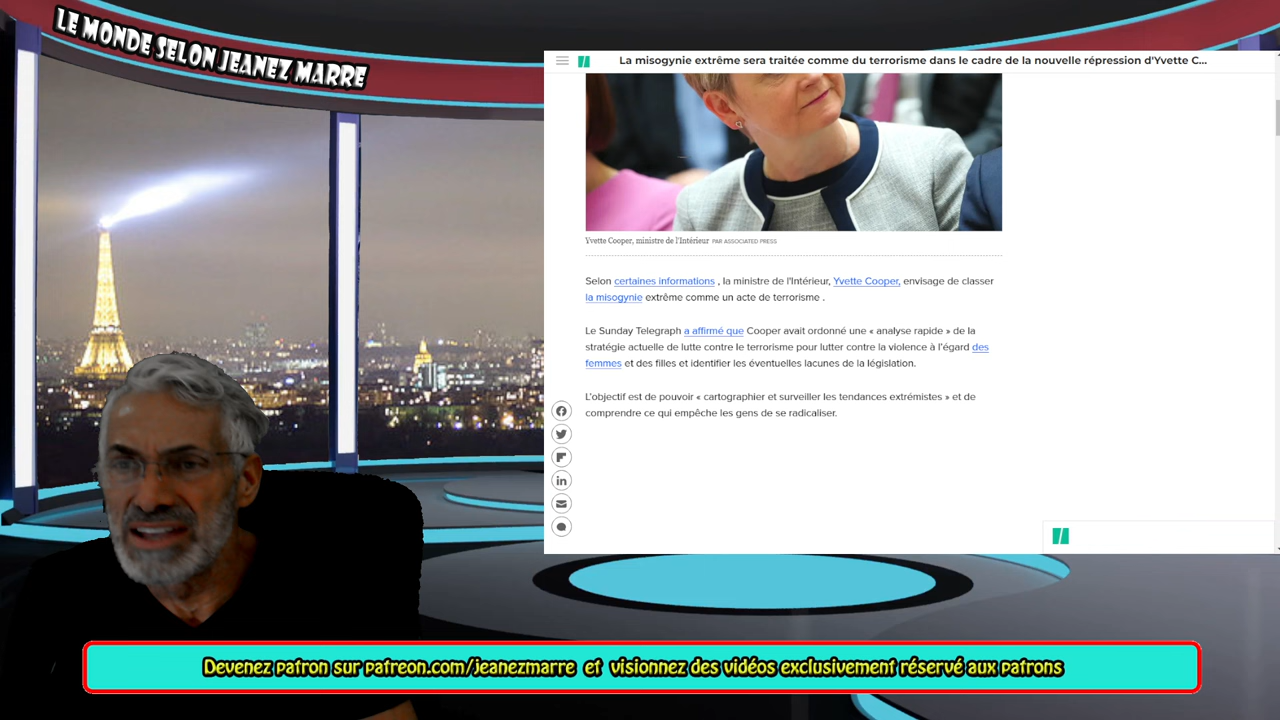 LE MONDE SELON JEANEZ MARRE
La misogynie extrême sera traitée comme du terrorisme dans le cadre de la nouvelle répression d'Yvette C...
Yvette Cooper, ministre de l'Intérieur PAR ASSOCIATED PRESS
Selon certaines informations , la ministre de l'Intérieur, Yvette Cooper, envisage de classer
la misogynie extrême comme un acte de terrorisme .
Le Sunday Telegraph a affirmé que Cooper avait ordonné une « analyse rapide » de la
stratégie actuelle de lutte contre le terrorisme pour lutter contre la violence à l'égard des
femmes et des filles et identifier les éventuelles lacunes de la législation.
L'objectif est de pouvoir « cartographier et surveiller les tendances extrémistes » et de
comprendre ce qui empêche les gens de se radicaliser.
Devenez patron sur patreon.com/jeanezmarre et visionnez des vidéos exclusivement réservé aux patrons